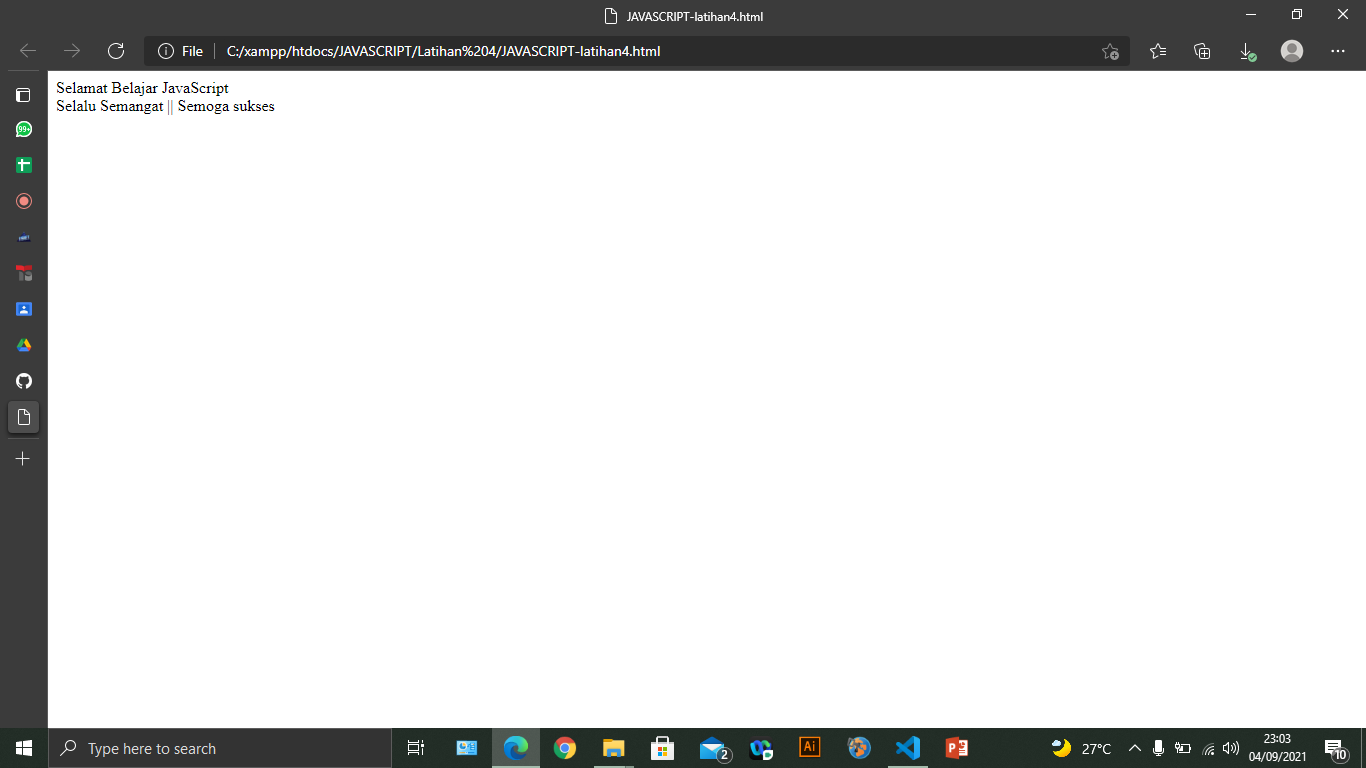 JAVASCRIPT-latihan4.html
File C:/xampp/htdocs/JAVASCRIPT/Latihan%204/JAVASCRIPT-latihan4.html
99+
Selamat Belajar JavaScript
Selalu Semangat || Semoga sukses
Type here to search
2
Ai
27°C
23:03
04/09/2021
10